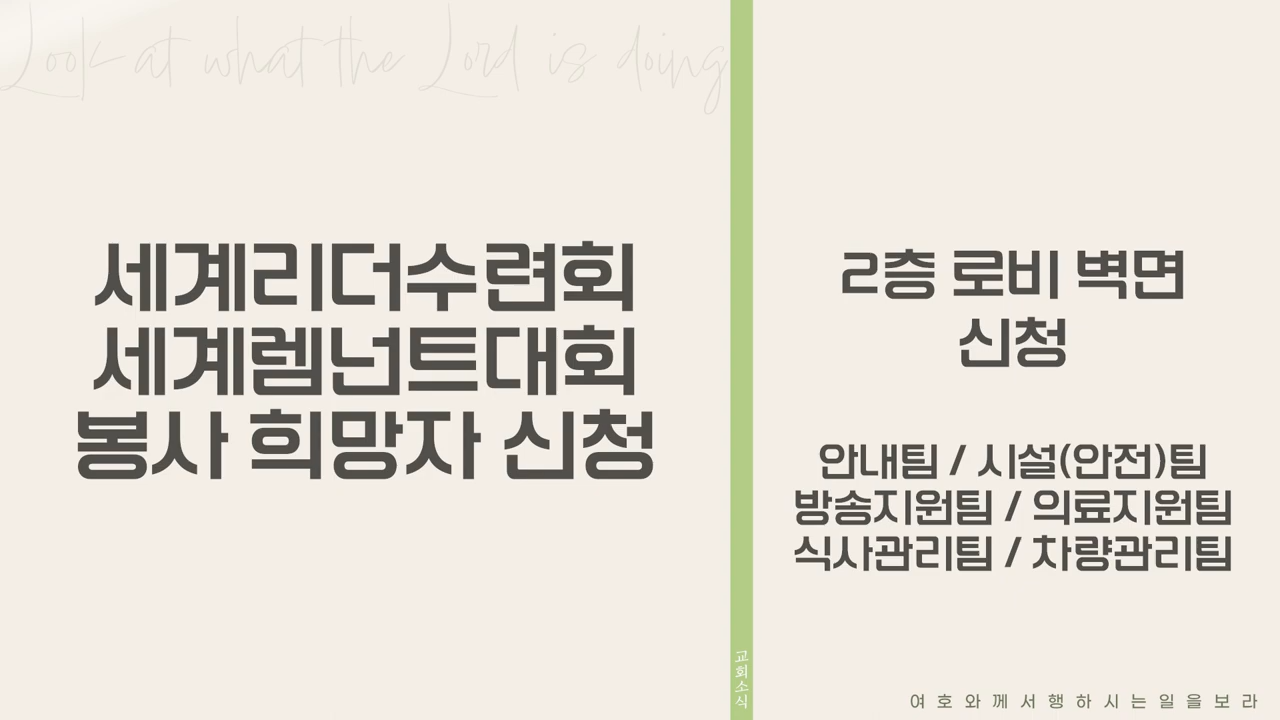 Look at what the Lord is doing
세계리더수련회
세계렘넌트대회
봉사 희망자 신청
2층 로비 벽면
신청
안내팀 / 시설(안전)팀
방송지원팀 / 의료지원팀
식사관리팀 / 차량관리팀
교회소식
여호와께서행하시는일을보라